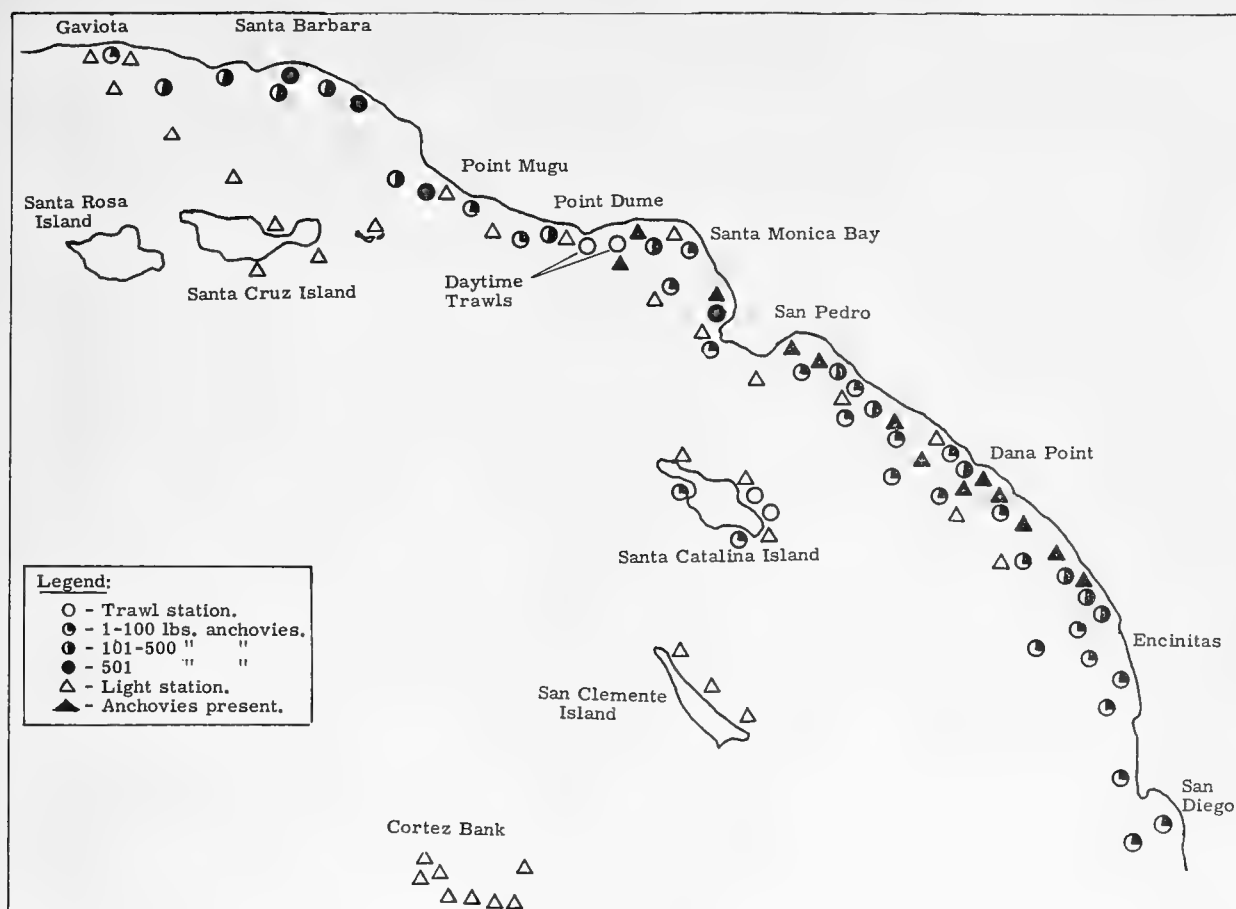 Gaviota
Santa Barbara
Point Mugu
Point Dume
Santa Rosa
Island
Santa Monica Bay
Daytime
Trawls
Santa Cruz Island
San Pedro
Dana Point
Santa Catalina Island
Legend:
- Trawl station.
- 1-100 lbs. anchovies.
- 101-500 " "
- 501 " "
- Light station.
- Anchovies present.
Encinitas
San Clemente
Island
San
Diego
Cortez Bank